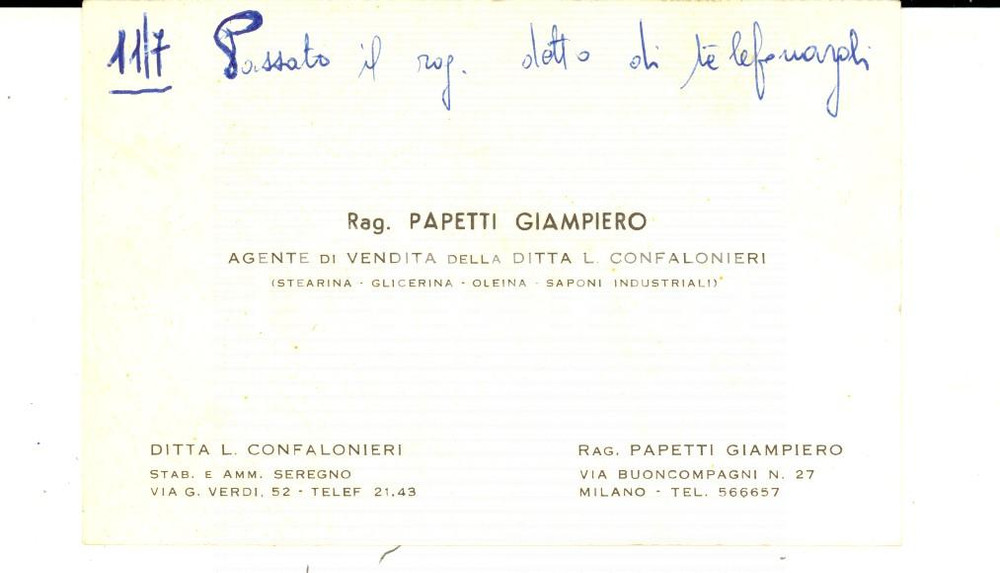 11/7 Passato il rag. detto di telefonargli
Rag. PAPETTI GIAMPIERO
AGENTE DI VENDITA DELLA DITTA L. CONFALONIERI
(STEARINA - GLICERINA - OLEINA - SAPONI INDUSTRIALI)
DITTA L. CONFALONIERI
STAB. E AMM. SEREGNO
VIA G. VERDI, 52 - TELEF 21.43
RAG. PAPETTI GIAMPIERO
VIA BUONCOMPAGNI N. 27
MILANO - TEL. 566657